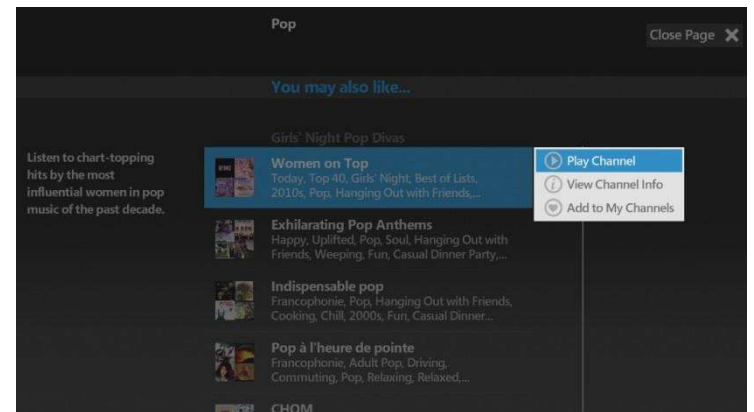 Pop
Close Page
You may also like...
Girls' Night Pop Divas
Listen to chart-topping
hits by the most
influential women in pop
music of the past decade.
Women on Top
Today, Top 40, Girls' Night, Best of Lists,
2010s, Pop, Hanging Out with Friends,...
Play Channel
View Channel Info
Add to My Channels
Exhilarating Pop Anthems
Happy, Uplifted, Pop, Soul, Hanging Out with
Friends, Weeping, Fun, Casual Dinner Party,...
Indispensable pop
Francophonie, Pop, Hanging Out with Friends,
Cooking, Chill, 2000s, Fun, Casual Dinner...
Pop à l'heure de pointe
Francophonie, Adult Pop, Driving,
Commuting, Pop, Relaxing, Relaxed,...
CHOM